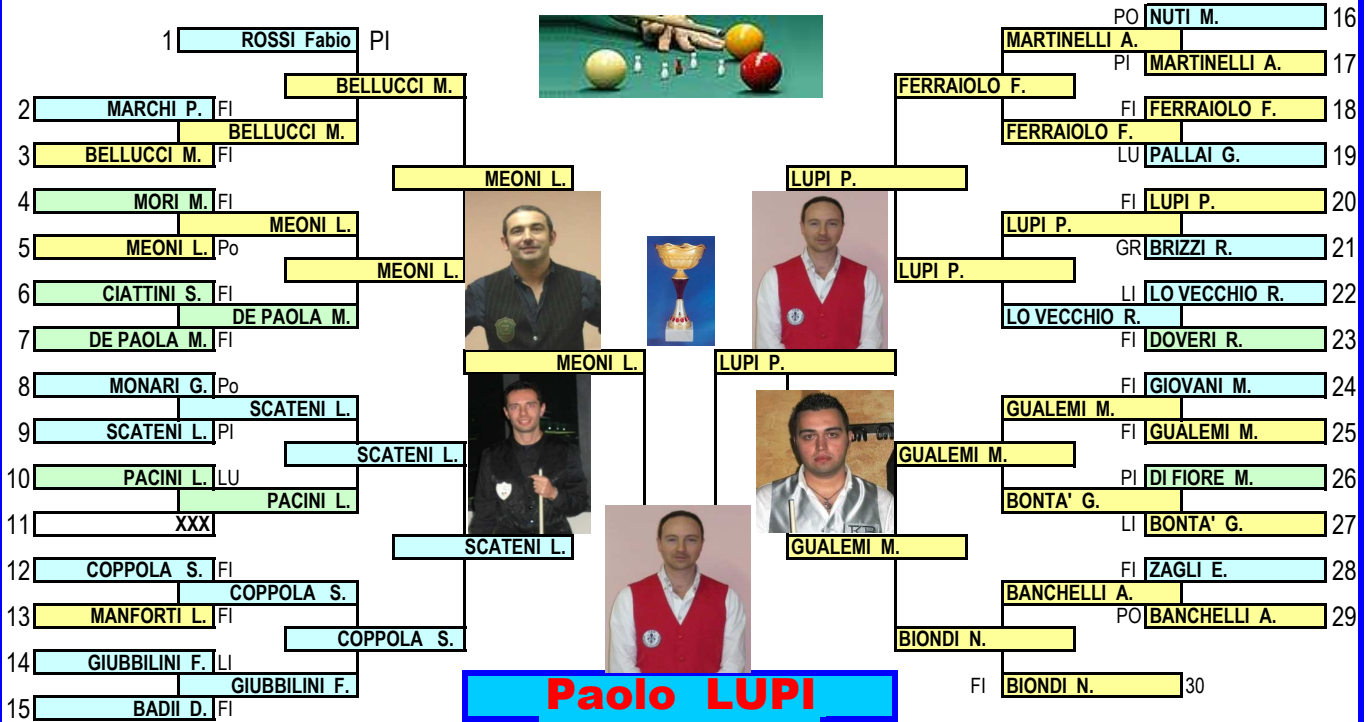 1 ROSSI Fabio PI
BELLUCCI M.
2 MARCHI P. FI
BELLUCCI M.
3 BELLUCCI M. FI
MEONI L.
4 MORI M. FI
MEONI L.
5 MEONI L. Po
MEONI L.
6 CIATTINI S. FI
DE PAOLA M.
7 DE PAOLA M. FI
MEONI L.
8 MONARI G. Po
SCATENI L.
9 SCATENI L. PI
SCATENI L.
10 PACINI L. LU
PACINI L.
11 XXX
SCATENI L.
12 COPPOLA S. FI
COPPOLA S.
13 MANFORTI L. FI
COPPOLA S.
14 GIUBBILINI F. LI
GIUBBILINI F.
15 BADII D. FI
PO NUTI M. 16
MARTINELLI A.
PI MARTINELLI A. 17
FERRAIOLO F.
FI FERRAIOLO F. 18
FERRAIOLO F.
LU PALLAI G. 19
LUPI P.
FI LUPI P. 20
LUPI P.
GR BRIZZI R. 21
LUPI P.
LI LO VECCHIO R. 22
LO VECCHIO R.
FI DOVERI R. 23
LUPI P.
FI GIOVANI M. 24
GUALEMI M.
FI GUALEMI M. 25
GUALEMI M.
PI DI FIORE M. 26
BONTA' G.
LI BONTA' G. 27
GUALEMI M.
FI ZAGLI E. 28
BANCHELLI A.
PO BANCHELLI A. 29
BIONDI N.
FI BIONDI N. 30
Paolo LUPI